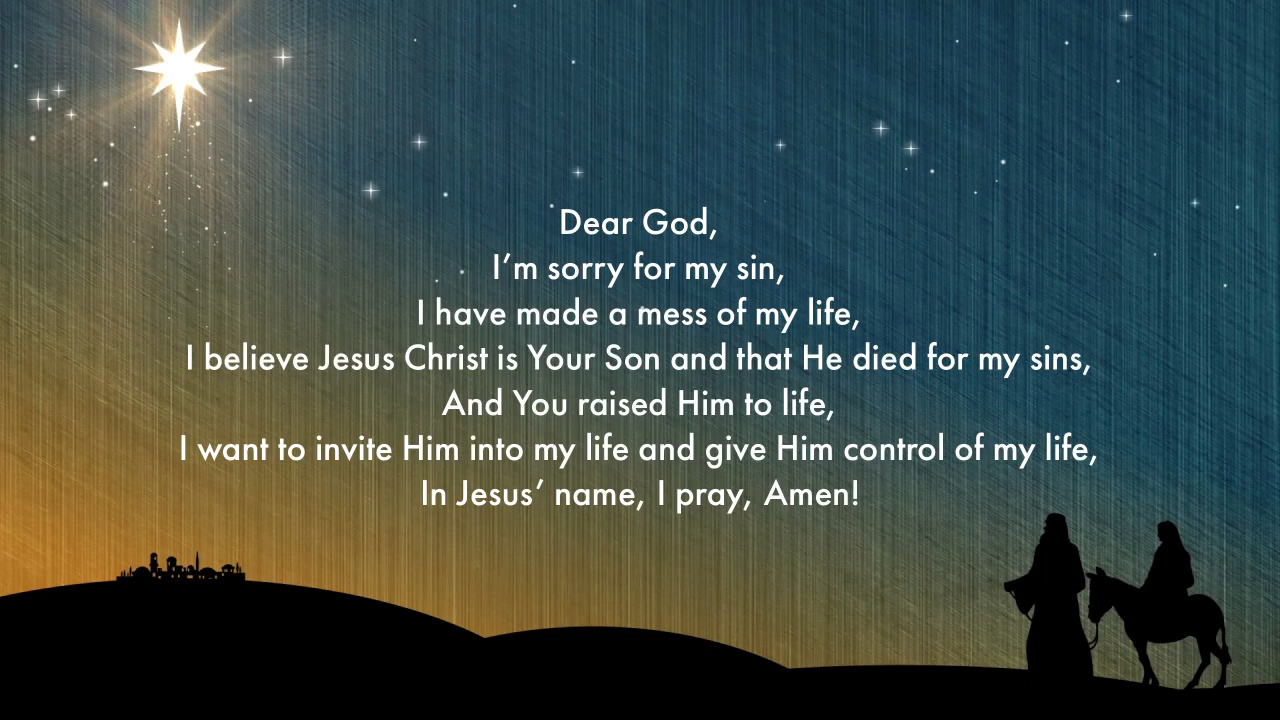 Dear God,
I’m sorry for my sin,
I have made a mess of my life,
I believe Jesus Christ is Your Son and that He died for my sins,
And You raised Him to life,
I want to invite Him into my life and give Him control of my life,
In Jesus’ name, I pray, Amen!